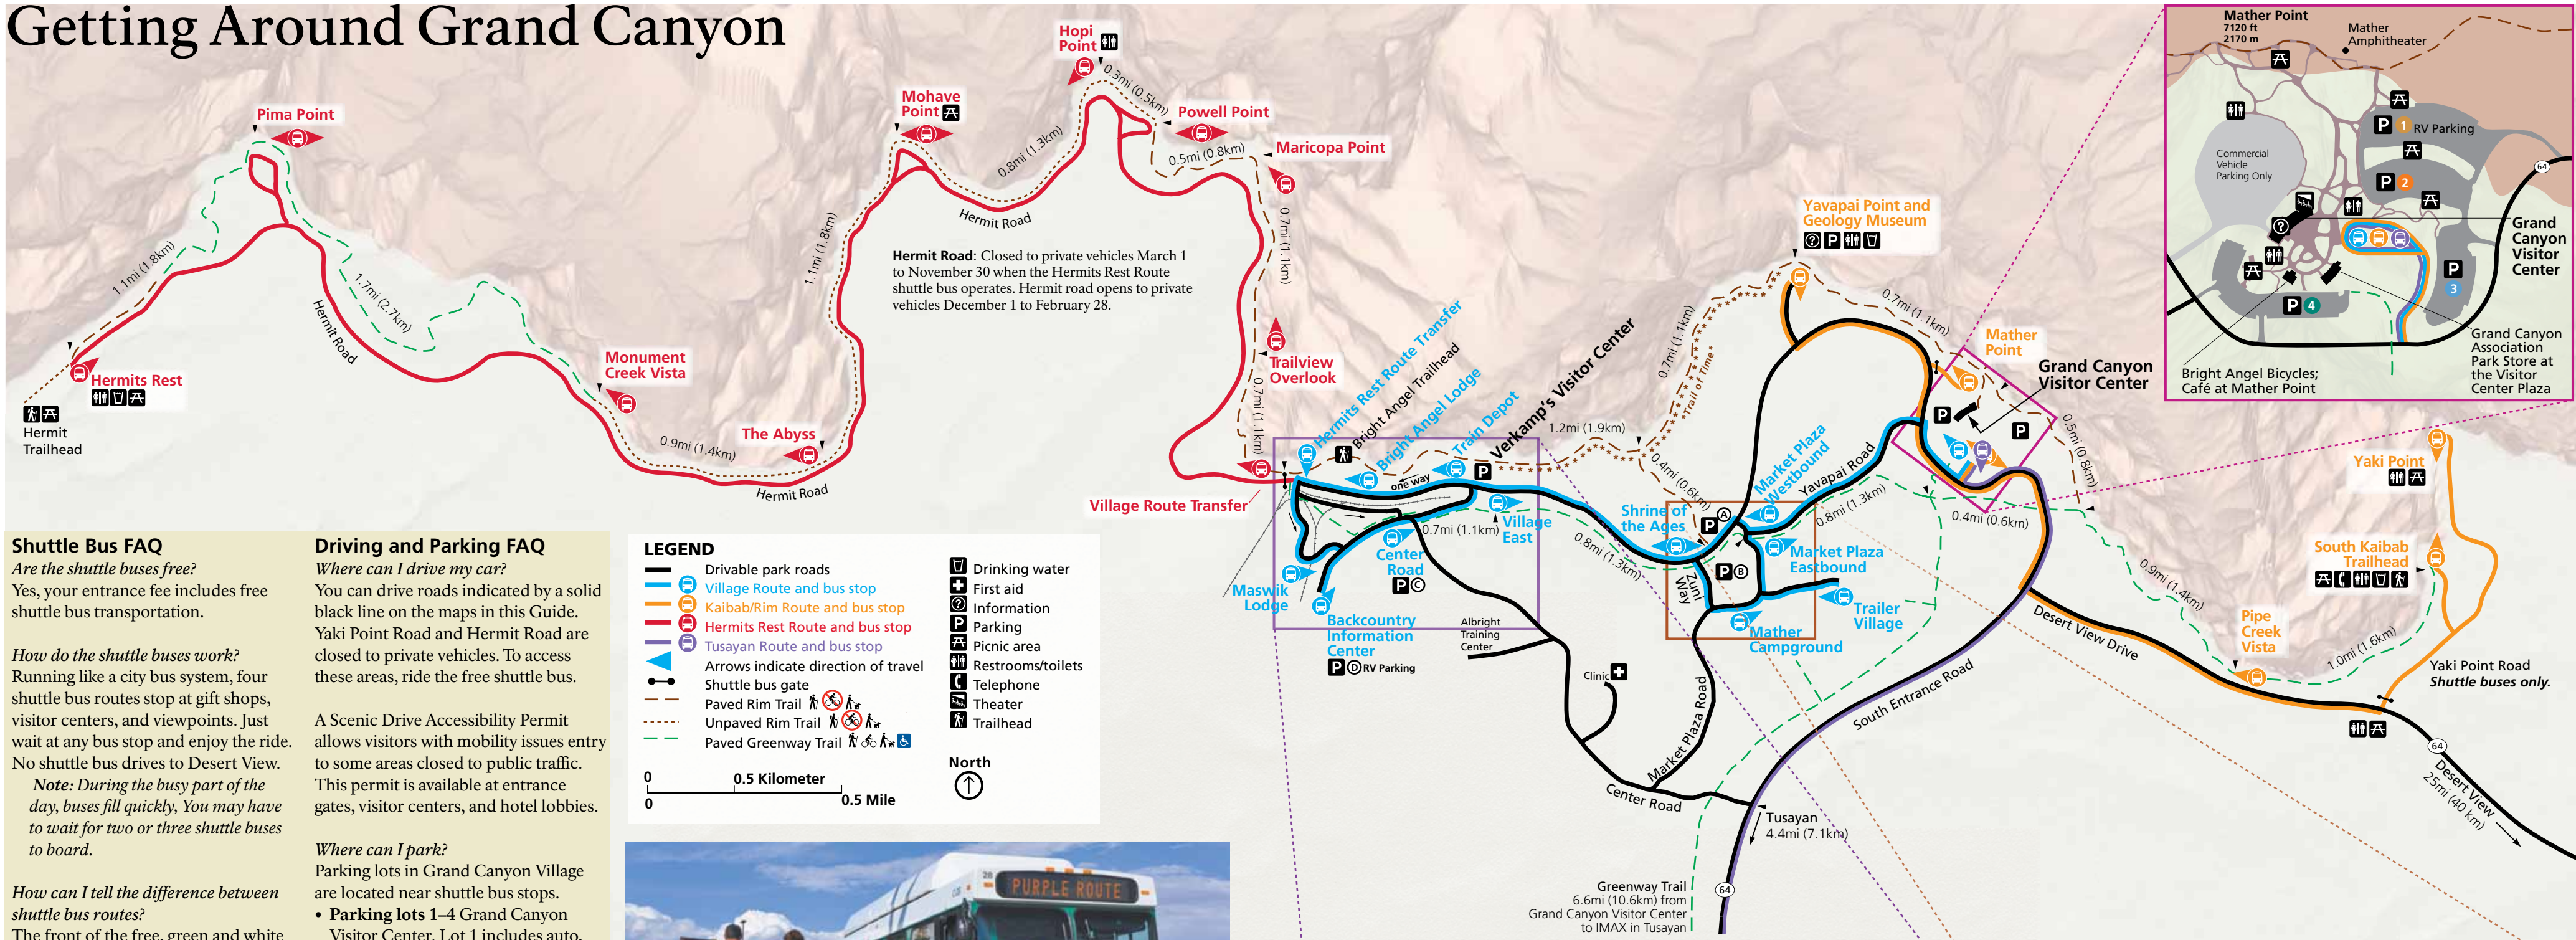 Getting Around Grand Canyon
Pima Point
Hopi
Point
0.3mi (0.5km)
Mohave
Point
Powell Point
Maricopa Point
0.5mi (0.8km)
0.8mi (1.3km)
1.1mi (1.8km)
1.7mi (2.7km)
1.1mi (1.8km)
0.7mi (1.1km)
Hermit Road
Hermit Road
Hermit Road
Hermit Road: Closed to private vehicles March 1
to November 30 when the Hermits Rest Route
shuttle bus operates. Hermit road opens to private
vehicles December 1 to February 28.
Hermits Rest
Hermit
Trailhead
Monument
Creek Vista
The Abyss
0.9mi (1.4km)
Trailview
Overlook
0.7mi (1.1km)
Village Route Transfer
Hermits Rest Route Transfer
Bright Angel Trailhead
Bright Angel Lodge
Train Depot
Verkamp's Visitor Center
one way
P
Village
East
Center
Road
P C
0.7mi (1.1km)
Maswik
Lodge
Backcountry
Information
Center
P D RV Parking
Albright
Training
Center
Clinic
Yavapai Point and
Geology Museum
? P
0.7mi (1.1km)
Trail of Time
1.2mi (1.9km)
0.4mi (0.6km)
0.7mi (1.1km)
Mather
Point
Grand Canyon
Visitor Center
P
P
0.5mi (0.8km)
Market Plaza
Westbound
Yavapai Road
Shrine of
the Ages
P A
0.8mi (1.3km)
0.8mi (1.3km)
0.4mi (0.6km)
Market Plaza
Eastbound
P B
Zuni
Way
Trailer
Village
Mather
Campground
Market Plaza Road
Center Road
South Entrance Road
Desert View Drive
Tusayan
4.4mi (7.1km)
64
Greenway Trail
6.6mi (10.6km) from
Grand Canyon Visitor Center
to IMAX in Tusayan
Yaki Point
South Kaibab
Trailhead
0.9mi (1.4km)
Pipe
Creek
Vista
1.0mi (1.6km)
Yaki Point Road
Shuttle buses only.
64
Desert View
25mi (40 km)
Mather Point
7120 ft
2170 m
Mather
Amphitheater
P 1 RV Parking
Commercial
Vehicle
Parking Only
P 2
64
?
Grand
Canyon
Visitor
Center
P
3
P 4
Grand Canyon
Association
Park Store at
the Visitor
Center Plaza
Bright Angel Bicycles;
Café at Mather Point
Shuttle Bus FAQ
Are the shuttle buses free?
Yes, your entrance fee includes free
shuttle bus transportation.
How do the shuttle buses work?
Running like a city bus system, four
shuttle bus routes stop at gift shops,
visitor centers, and viewpoints. Just
wait at any bus stop and enjoy the ride.
No shuttle bus drives to Desert View.
Note: During the busy part of the
day, buses fill quickly, You may have
to wait for two or three shuttle buses
to board.
How can I tell the difference between
shuttle bus routes?
The front of the free, green and white
Driving and Parking FAQ
Where can I drive my car?
You can drive roads indicated by a solid
black line on the maps in this Guide.
Yaki Point Road and Hermit Road are
closed to private vehicles. To access
these areas, ride the free shuttle bus.
A Scenic Drive Accessibility Permit
allows visitors with mobility issues entry
to some areas closed to public traffic.
This permit is available at entrance
gates, visitor centers, and hotel lobbies.
Where can I park?
Parking lots in Grand Canyon Village
are located near shuttle bus stops.
• Parking lots 1–4 Grand Canyon
Visitor Center. Lot 1 includes auto,
LEGEND
Drivable park roads
Village Route and bus stop
Kaibab/Rim Route and bus stop
Hermits Rest Route and bus stop
Tusayan Route and bus stop
Arrows indicate direction of travel
Shuttle bus gate
Paved Rim Trail
Unpaved Rim Trail
Paved Greenway Trail
0 0.5 Kilometer
0 0.5 Mile
Drinking water
First aid
? Information
P Parking
Picnic area
Restrooms/toilets
Telephone
Theater
Trailhead
North
28
PURPLE ROUTE